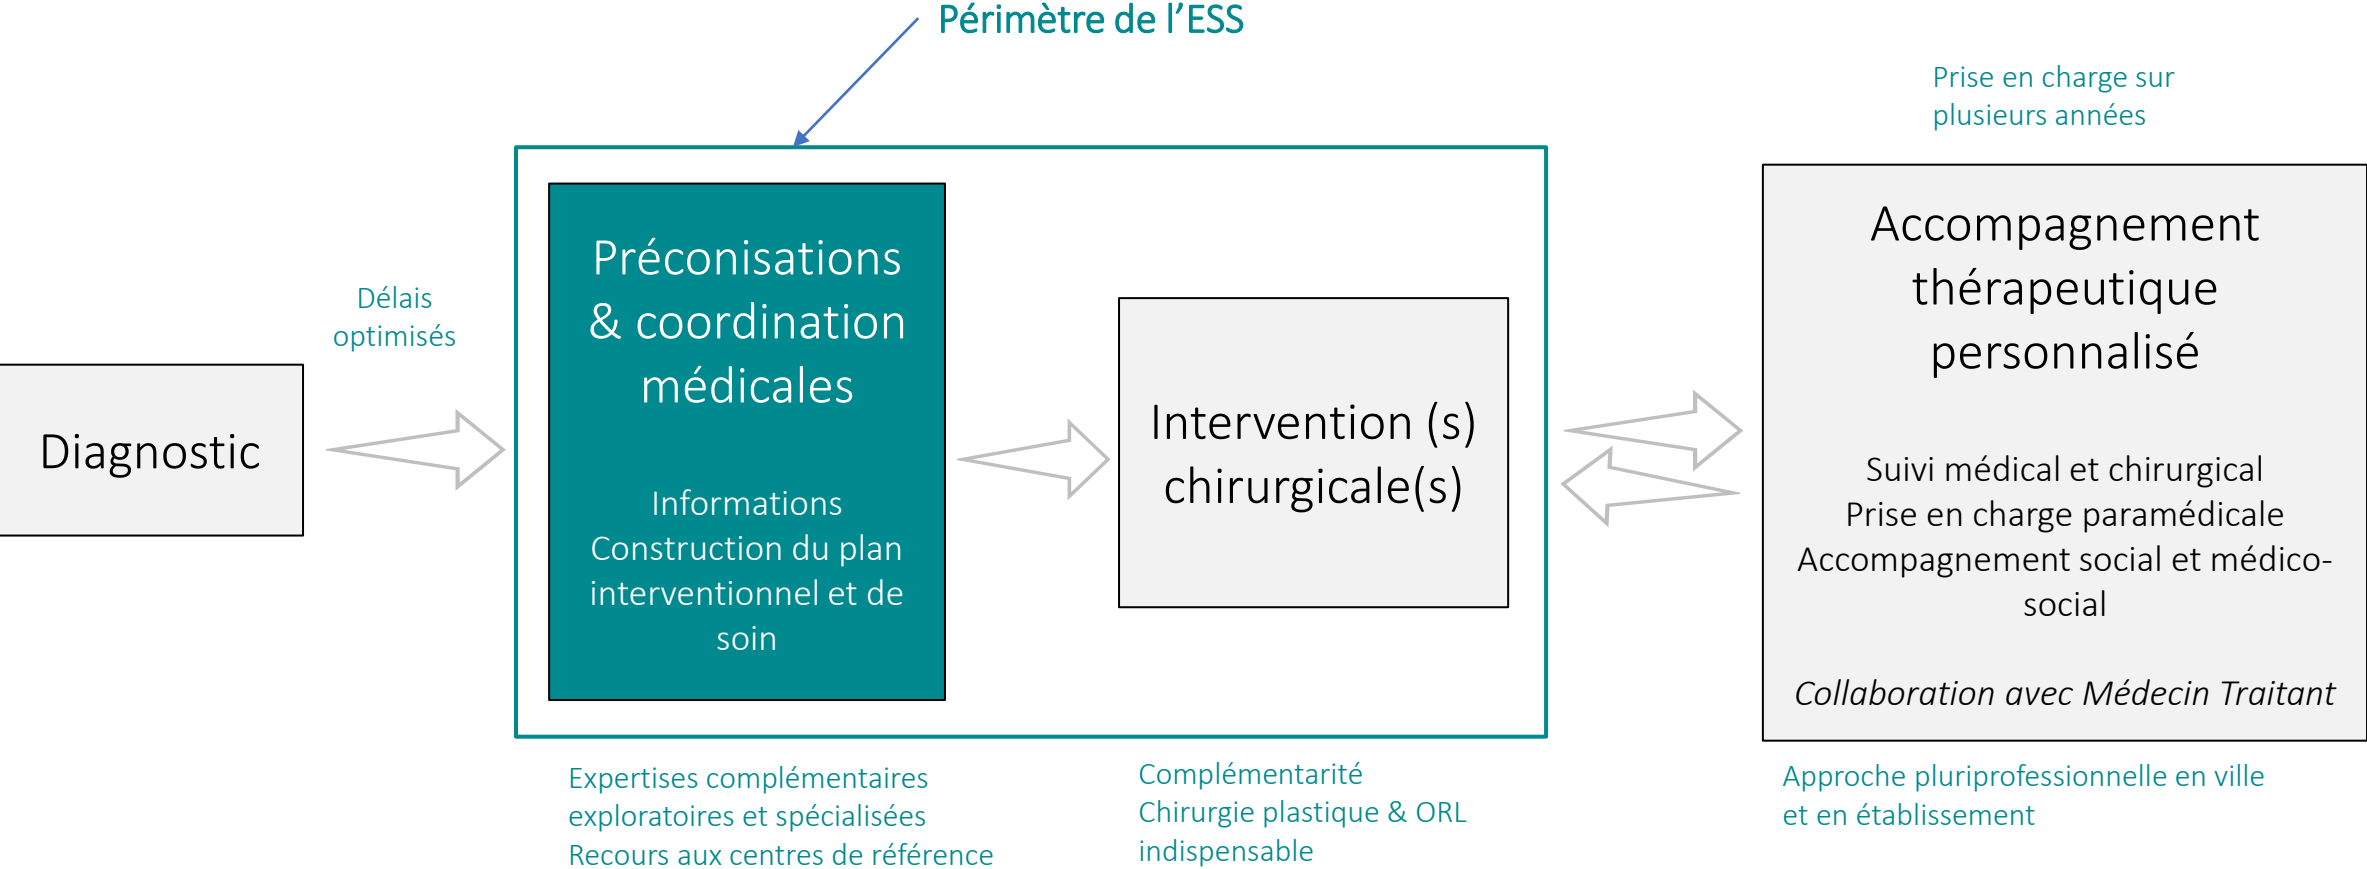 Périmètre de l’ESS
Prise en charge sur
plusieurs années
Délais
optimisés
Diagnostic
Préconisations
& coordination
médicales
Informations
Construction du plan
interventionnel et de
soin
Intervention (s)
chirurgicale(s)
Accompagnement
thérapeutique
personnalisé
Suivi médical et chirurgical
Prise en charge paramédicale
Accompagnement social et médico-
social
Collaboration avec Médecin Traitant
Expertises complémentaires
exploratoires et spécialisées
Recours aux centres de référence
Complémentarité
Chirurgie plastique & ORL
indispensable
Approche pluriprofessionnelle en ville
et en établissement